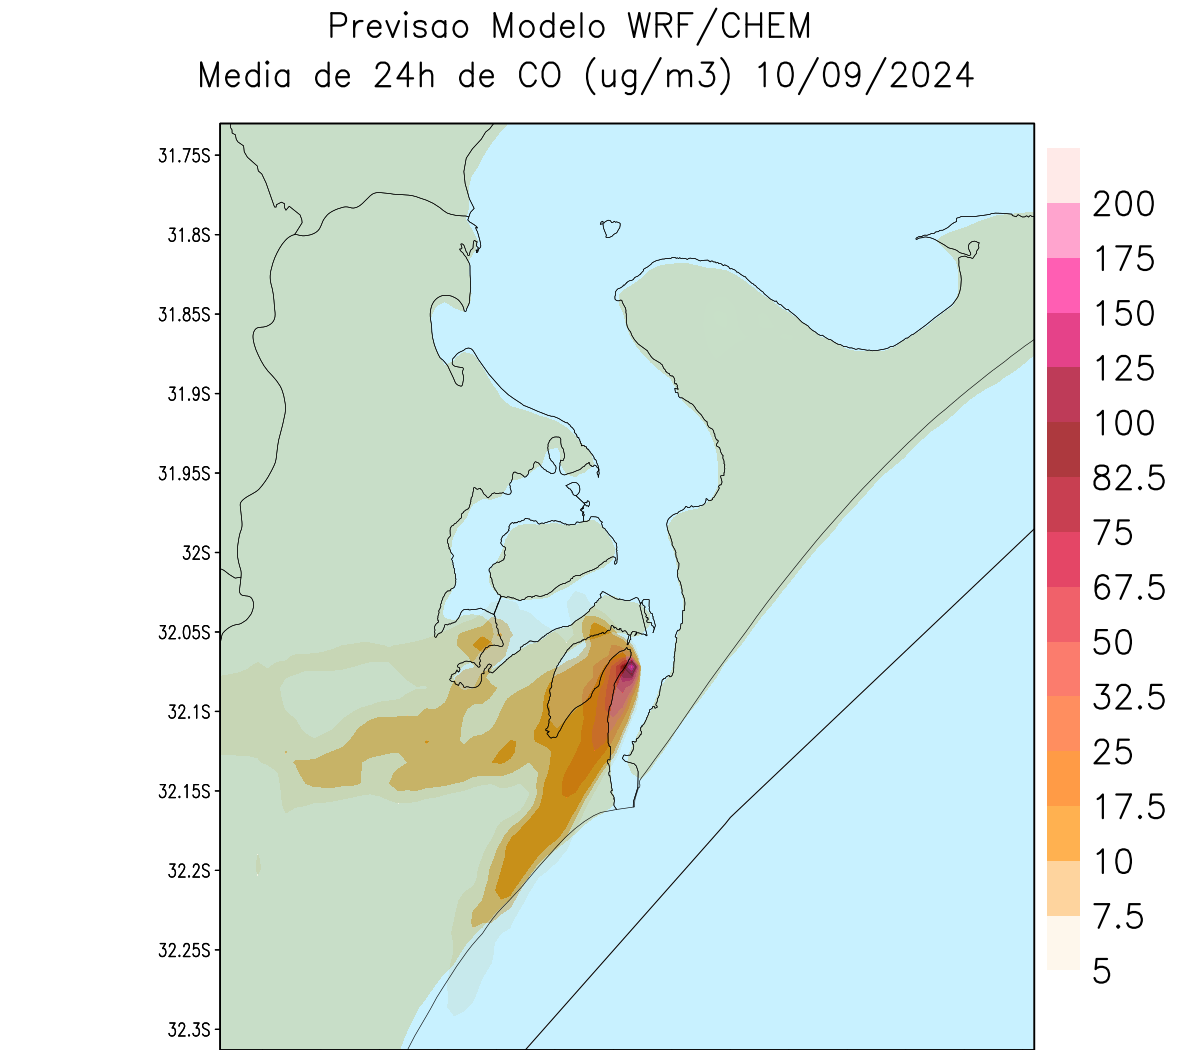 Previsao Modelo WRF/CHEM
Media de 24h de CO (ug/m3) 10/09/2024
31.75S
31.8S
31.85S
31.9S
31.95S
32S
32.05S
32.1S
32.15S
32.2S
32.25S
32.3S
200
175
150
125
100
82.5
75
67.5
50
32.5
25
17.5
10
7.5
5